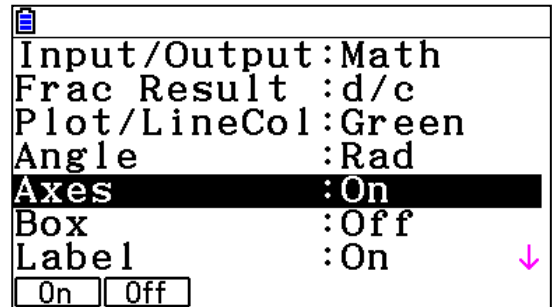 Input/Output:Math
Frac Result :d/c
Plot/LineCol:Green
Angle :Rad
Axes :On
Box :Off
Label :On ↓
On Off